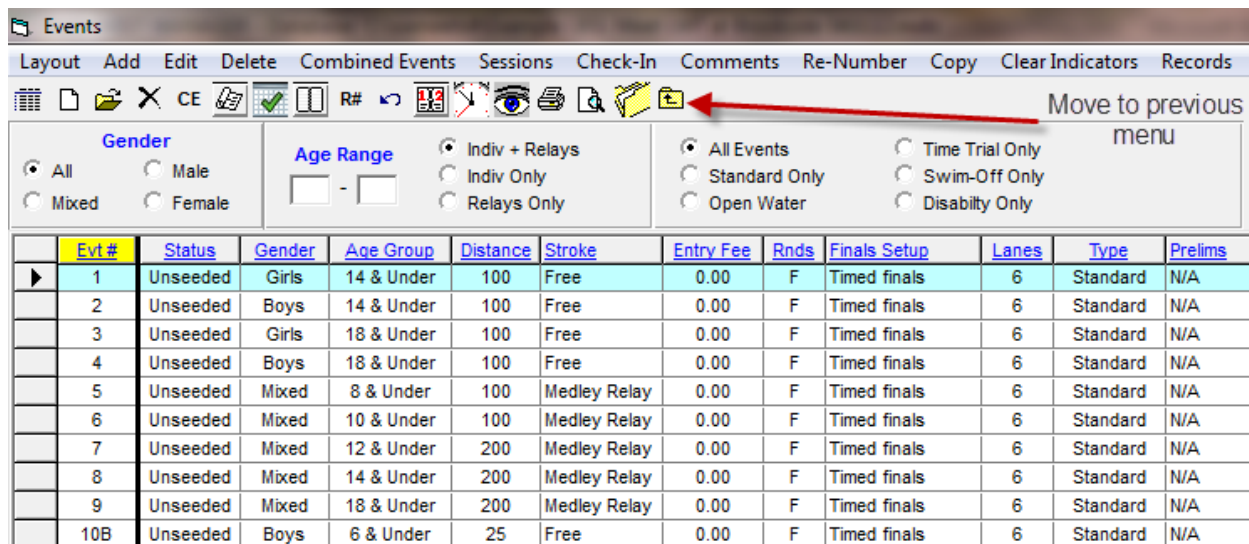 Events
Layout Add Edit Delete Combined Events Sessions Check-In Comments Re-Number Copy Clear Indicators Records
CE R#
Move to previous menu
Gender
All Male
Mixed Female
Age Range
-
Indiv + Relays
Indiv Only
Relays Only
All Events Time Trial Only
Standard Only Swim-Off Only
Open Water Disabilty Only
Evt # Status Gender Age Group Distance Stroke Entry Fee Rnds Finals Setup Lanes Type Prelims
1 Unseeded Girls 14 & Under 100 Free 0.00 F Timed finals 6 Standard N/A
2 Unseeded Boys 14 & Under 100 Free 0.00 F Timed finals 6 Standard N/A
3 Unseeded Girls 18 & Under 100 Free 0.00 F Timed finals 6 Standard N/A
4 Unseeded Boys 18 & Under 100 Free 0.00 F Timed finals 6 Standard N/A
5 Unseeded Mixed 8 & Under 100 Medley Relay 0.00 F Timed finals 6 Standard N/A
6 Unseeded Mixed 10 & Under 100 Medley Relay 0.00 F Timed finals 6 Standard N/A
7 Unseeded Mixed 12 & Under 200 Medley Relay 0.00 F Timed finals 6 Standard N/A
8 Unseeded Mixed 14 & Under 200 Medley Relay 0.00 F Timed finals 6 Standard N/A
9 Unseeded Mixed 18 & Under 200 Medley Relay 0.00 F Timed finals 6 Standard N/A
10B Unseeded Boys 6 & Under 25 Free 0.00 F Timed finals 6 Standard N/A